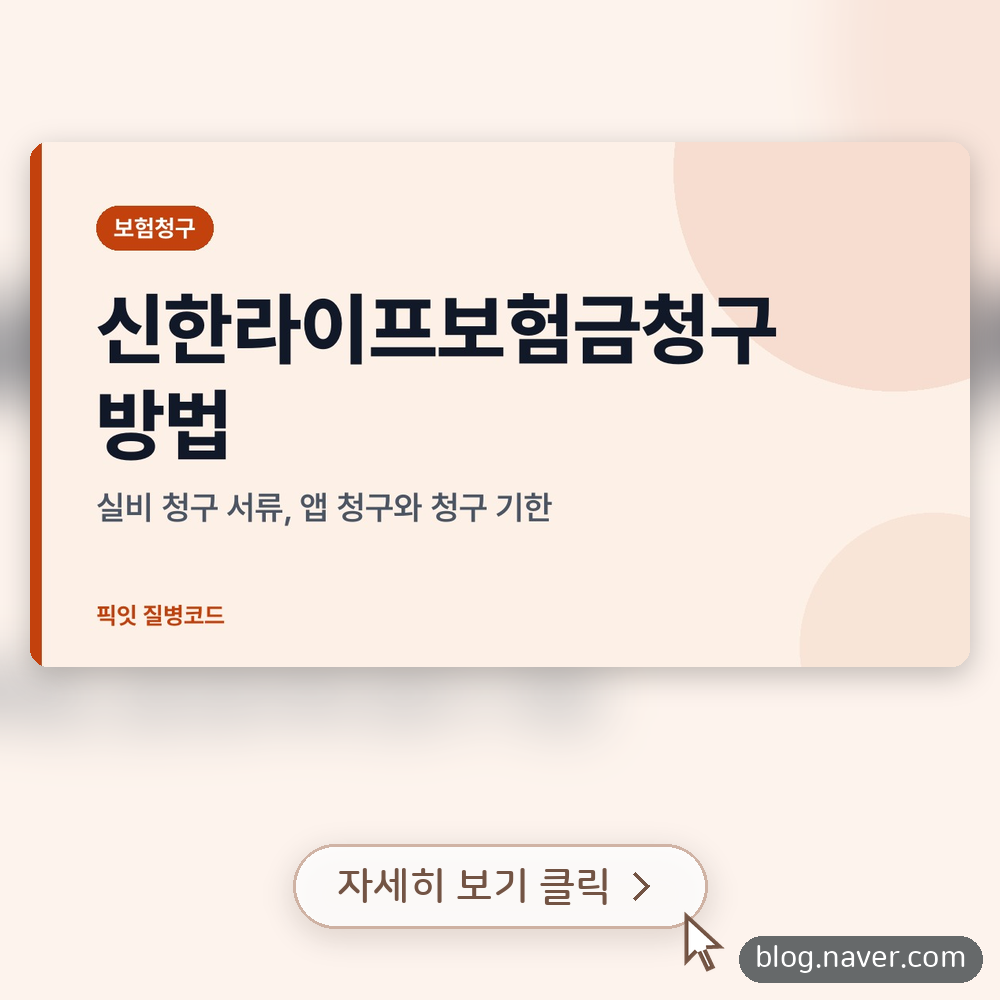 보험청구
신한라이프보험금청구
방법
실비 청구 서류, 앱 청구와 청구 기한
픽잇 질병코드
자세히 보기 클릭
blog.naver.com